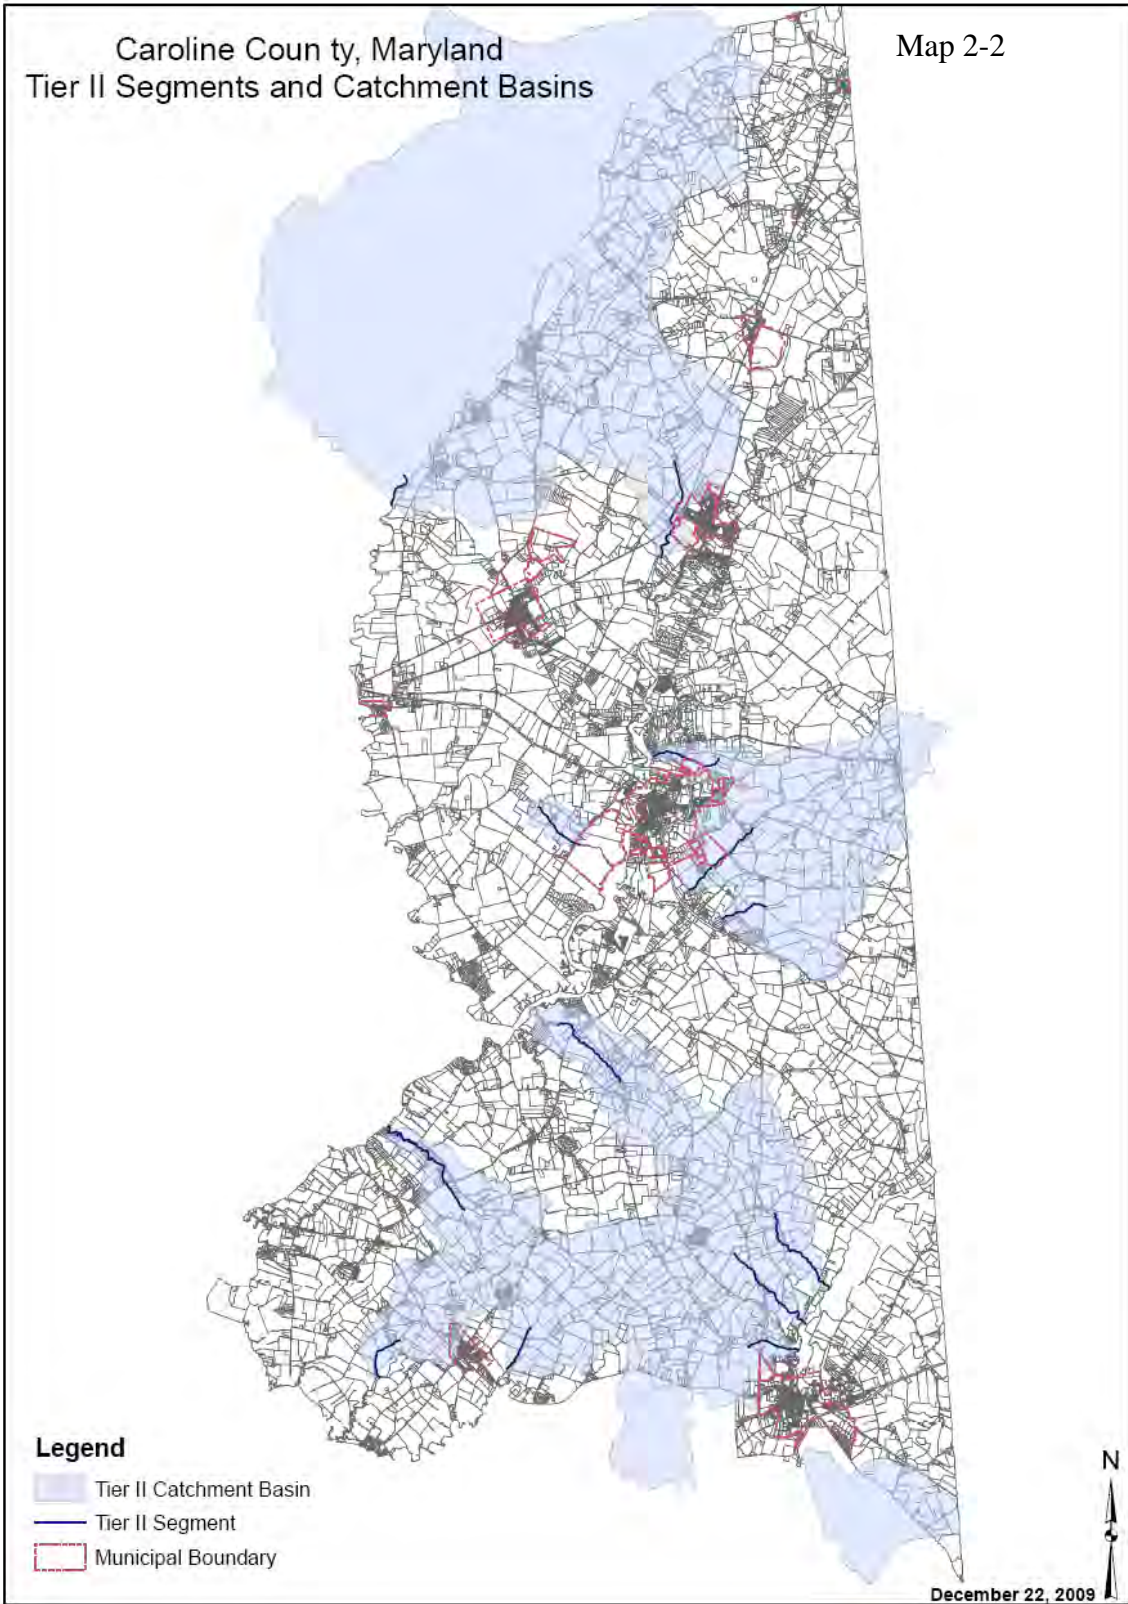 Caroline Coun ty, Maryland
Tier II Segments and Catchment Basins
Map 2-2
Legend
Tier II Catchment Basin
Tier II Segment
Municipal Boundary
N
December 22, 2009